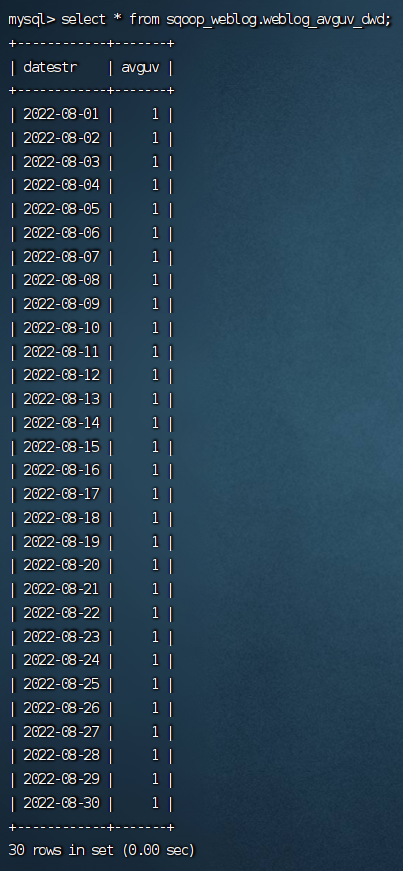 mysql> select * from sqoop_weblog.weblog_avguv_dwd;
+------------+-------+
| datestr    | avguv |
+------------+-------+
| 2022-08-01 |     1 |
| 2022-08-02 |     1 |
| 2022-08-03 |     1 |
| 2022-08-04 |     1 |
| 2022-08-05 |     1 |
| 2022-08-06 |     1 |
| 2022-08-07 |     1 |
| 2022-08-08 |     1 |
| 2022-08-09 |     1 |
| 2022-08-10 |     1 |
| 2022-08-11 |     1 |
| 2022-08-12 |     1 |
| 2022-08-13 |     1 |
| 2022-08-14 |     1 |
| 2022-08-15 |     1 |
| 2022-08-16 |     1 |
| 2022-08-17 |     1 |
| 2022-08-18 |     1 |
| 2022-08-19 |     1 |
| 2022-08-20 |     1 |
| 2022-08-21 |     1 |
| 2022-08-22 |     1 |
| 2022-08-23 |     1 |
| 2022-08-24 |     1 |
| 2022-08-25 |     1 |
| 2022-08-26 |     1 |
| 2022-08-27 |     1 |
| 2022-08-28 |     1 |
| 2022-08-29 |     1 |
| 2022-08-30 |     1 |
+------------+-------+
30 rows in set (0.00 sec)